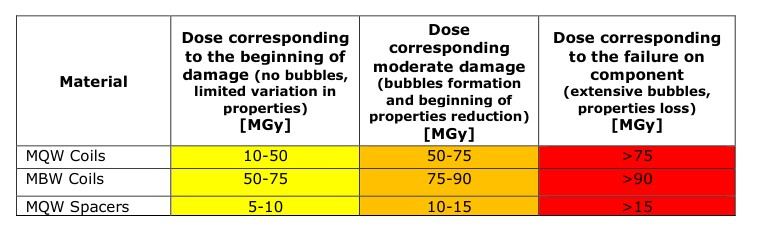 Material
Dose corresponding
to the beginning of
damage (no bubbles,
limited variation in
properties)
[MGy]
Dose
corresponding
moderate damage
(bubbles formation
and beginning of
properties reduction)
[MGy]
Dose corresponding
to the failure on
component
(extensive bubbles,
properties loss)
[MGy]
MQW Coils 10-50 50-75 >75
MBW Coils 50-75 75-90 >90
MQW Spacers 5-10 10-15 >15